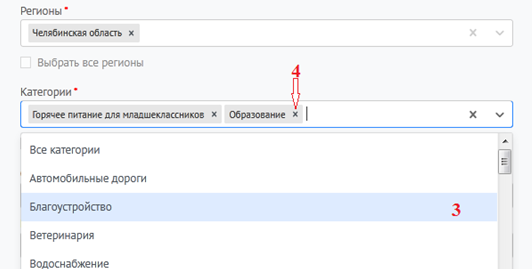 Регионы *
Челябинская область ×
Выбрать все регионы
4
Категории *
Горячее питание для младшеклассников × Образование ×
Все категории
Автомобильные дороги
Благоустройство 3
Ветеринария
Водоснабжение